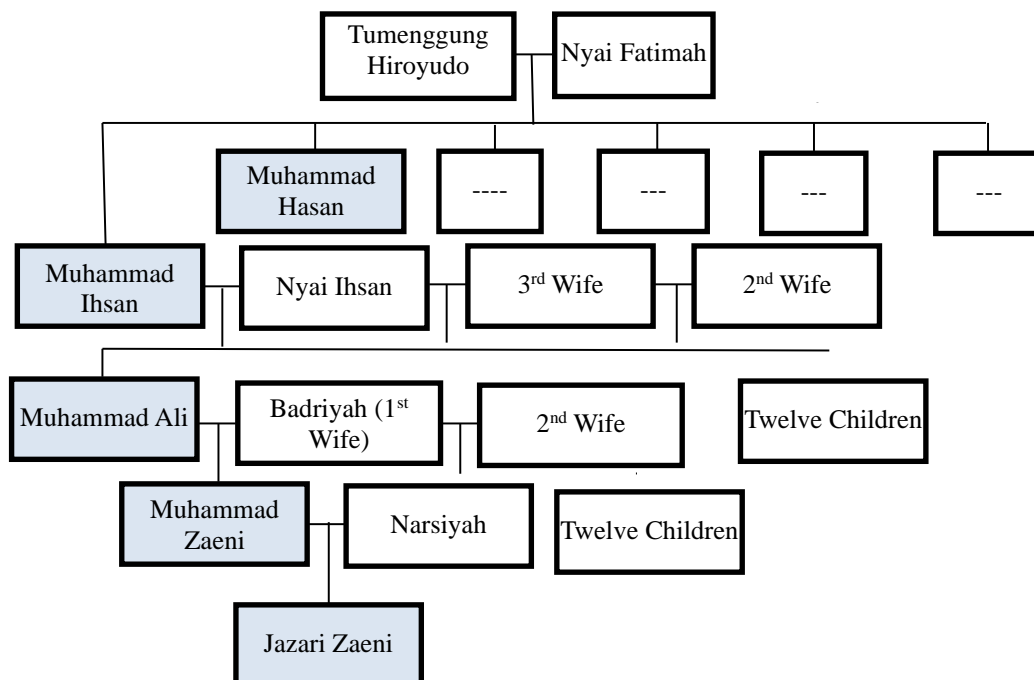 Tumenggung
Hiroyudo
Nyai Fatimah
Muhammad
Hasan
----
---
---
---
Muhammad
Ihsan
Nyai Ihsan
3rd Wife
2nd Wife
Muhammad Ali
Badriyah (1st
Wife)
2nd Wife
Twelve Children
Muhammad
Zaeni
Narsiyah
Twelve Children
Jazari Zaeni